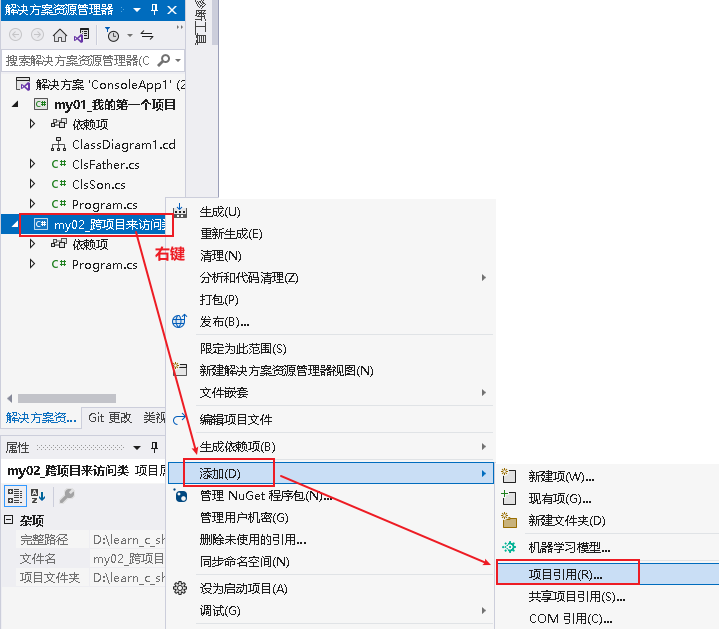 解决方案资源管理器
诊断工具
搜索解决方案资源管理器(C
解决方案 'ConsoleApp1' (2
my01_我的第一个项目
依赖项
ClassDiagram1.cd
C# ClsFather.cs
C# ClsSon.cs
C# Program.cs
C# my02_跨项目来访问类
依赖项
C# Program.cs
右键
生成(U)
重新生成(E)
清理(N)
分析和代码清理(Z)
打包(P)
发布(B)...
限定为此范围(S)
新建解决方案资源管理器视图(N)
文件嵌套
编辑项目文件
生成依赖项(B)
添加(D)
管理 NuGet 程序包(N)...
管理用户机密(G)
删除未使用的引用...
同步命名空间(N)
设为启动项目(A)
调试(G)
新建项(W)...
现有项(G)...
新建文件夹(D)
机器学习模型...
项目引用(R)...
共享项目引用(S)...
COM 引用(C)...
解决方案资... Git 更改 类视
属性
my02_跨项目来访问类 项目属
杂项
完整路径 D:\learn_c_sh
文件名 my02_跨项目
项目文件夹 D:\learn_c_sh